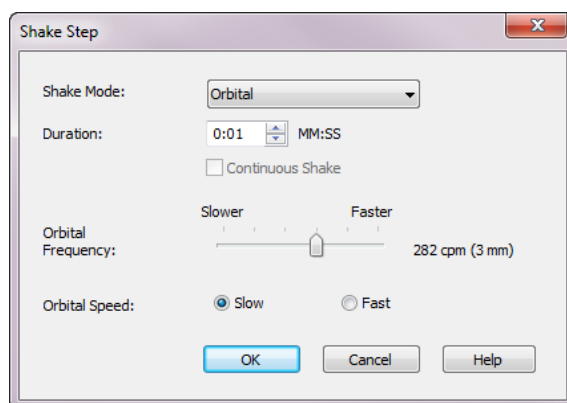 Shake Step
Shake Mode: Orbital
Duration: 0:01 MM:SS
Continuous Shake
Slower Faster
Orbital
Frequency: 282 cpm (3 mm)
Orbital Speed: Slow Fast
OK Cancel Help